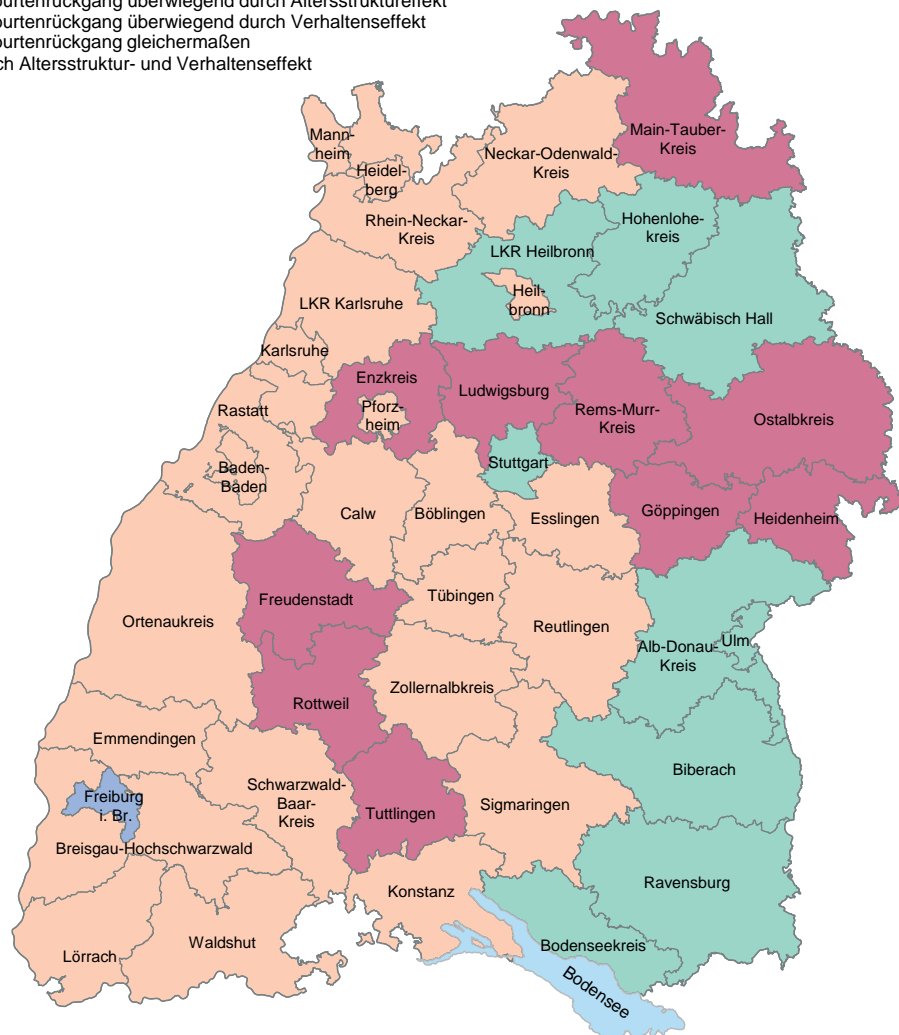 urtenrückgang überwiegend durch Altersstruktureffekt
urtenrückgang überwiegend durch Verhaltenseffekt
urtenrückgang gleichermaßen
ch Altersstruktur- und Verhaltenseffekt
Main-Tauber-
Kreis
Mann-
heim
Neckar-Odenwald-
Kreis
Heidel-
berg
Rhein-Neckar-
Kreis
Hohenlohe-
kreis
LKR Heilbronn
Heil-
bronn
LKR Karlsruhe
Schwäbisch Hall
Karlsruhe
Enzkreis
Ludwigsburg
Pforz-
heim
Rastatt
Rems-Murr-
Kreis
Ostalbkreis
Stuttgart
Baden-
Baden
Calw
Böblingen
Esslingen
Göppingen
Heidenheim
Freudenstadt
Tübingen
Ortenaukreis
Reutlingen
Alb-Donau-
Kreis
Ulm
Zollernalbkreis
Rottweil
Emmendingen
Biberach
Schwarzwald-
Baar-
Kreis
Freiburg
i. Br.
Tuttlingen
Sigmaringen
Breisgau-Hochschwarzwald
Konstanz
Ravensburg
Waldshut
Lörrach
Bodenseekreis
Bodensee